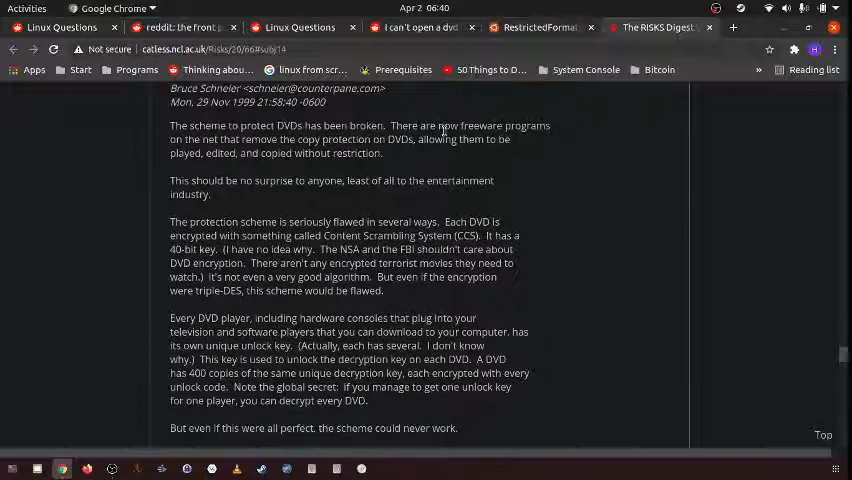 Activities
Google Chrome
Apr 2 06:40
Linux Questions
reddit: the front p
Linux Questions
I can't open a dvd
RestrictedFormat
The RISKS Digest V
Not secure
catless.ncl.ac.uk/Risks/20/66#subj14
H
Apps
Start
Programs
Thinking abou...
linux from scr...
Prerequisites
50 Things to D...
System Console
Bitcoin
»
Reading list
Bruce Schneier <schneier@counterpane.com>
Mon, 29 Nov 1999 21:58:40 -0600
The scheme to protect DVDs has been broken. There are now freeware programs
on the net that remove the copy protection on DVDs, allowing them to be
played, edited, and copied without restriction.
This should be no surprise to anyone, least of all to the entertainment
industry.
The protection scheme is seriously flawed in several ways. Each DVD is
encrypted with something called Content Scrambling System (CCS). It has a
40-bit key. (I have no idea why. The NSA and the FBI shouldn't care about
DVD encryption. There aren't any encrypted terrorist movies they need to
watch.) It's not even a very good algorithm. But even if the encryption
were triple-DES, this scheme would be flawed.
Every DVD player, including hardware consoles that plug into your
television and software players that you can download to your computer, has
its own unique unlock key. (Actually, each has several. I don't know
why.) This key is used to unlock the decryption key on each DVD. A DVD
has 400 copies of the same unique decryption key, each encrypted with every
unlock code. Note the global secret: if you manage to get one unlock key
for one player, you can decrypt every DVD.
But even if this were all perfect, the scheme could never work.
Top